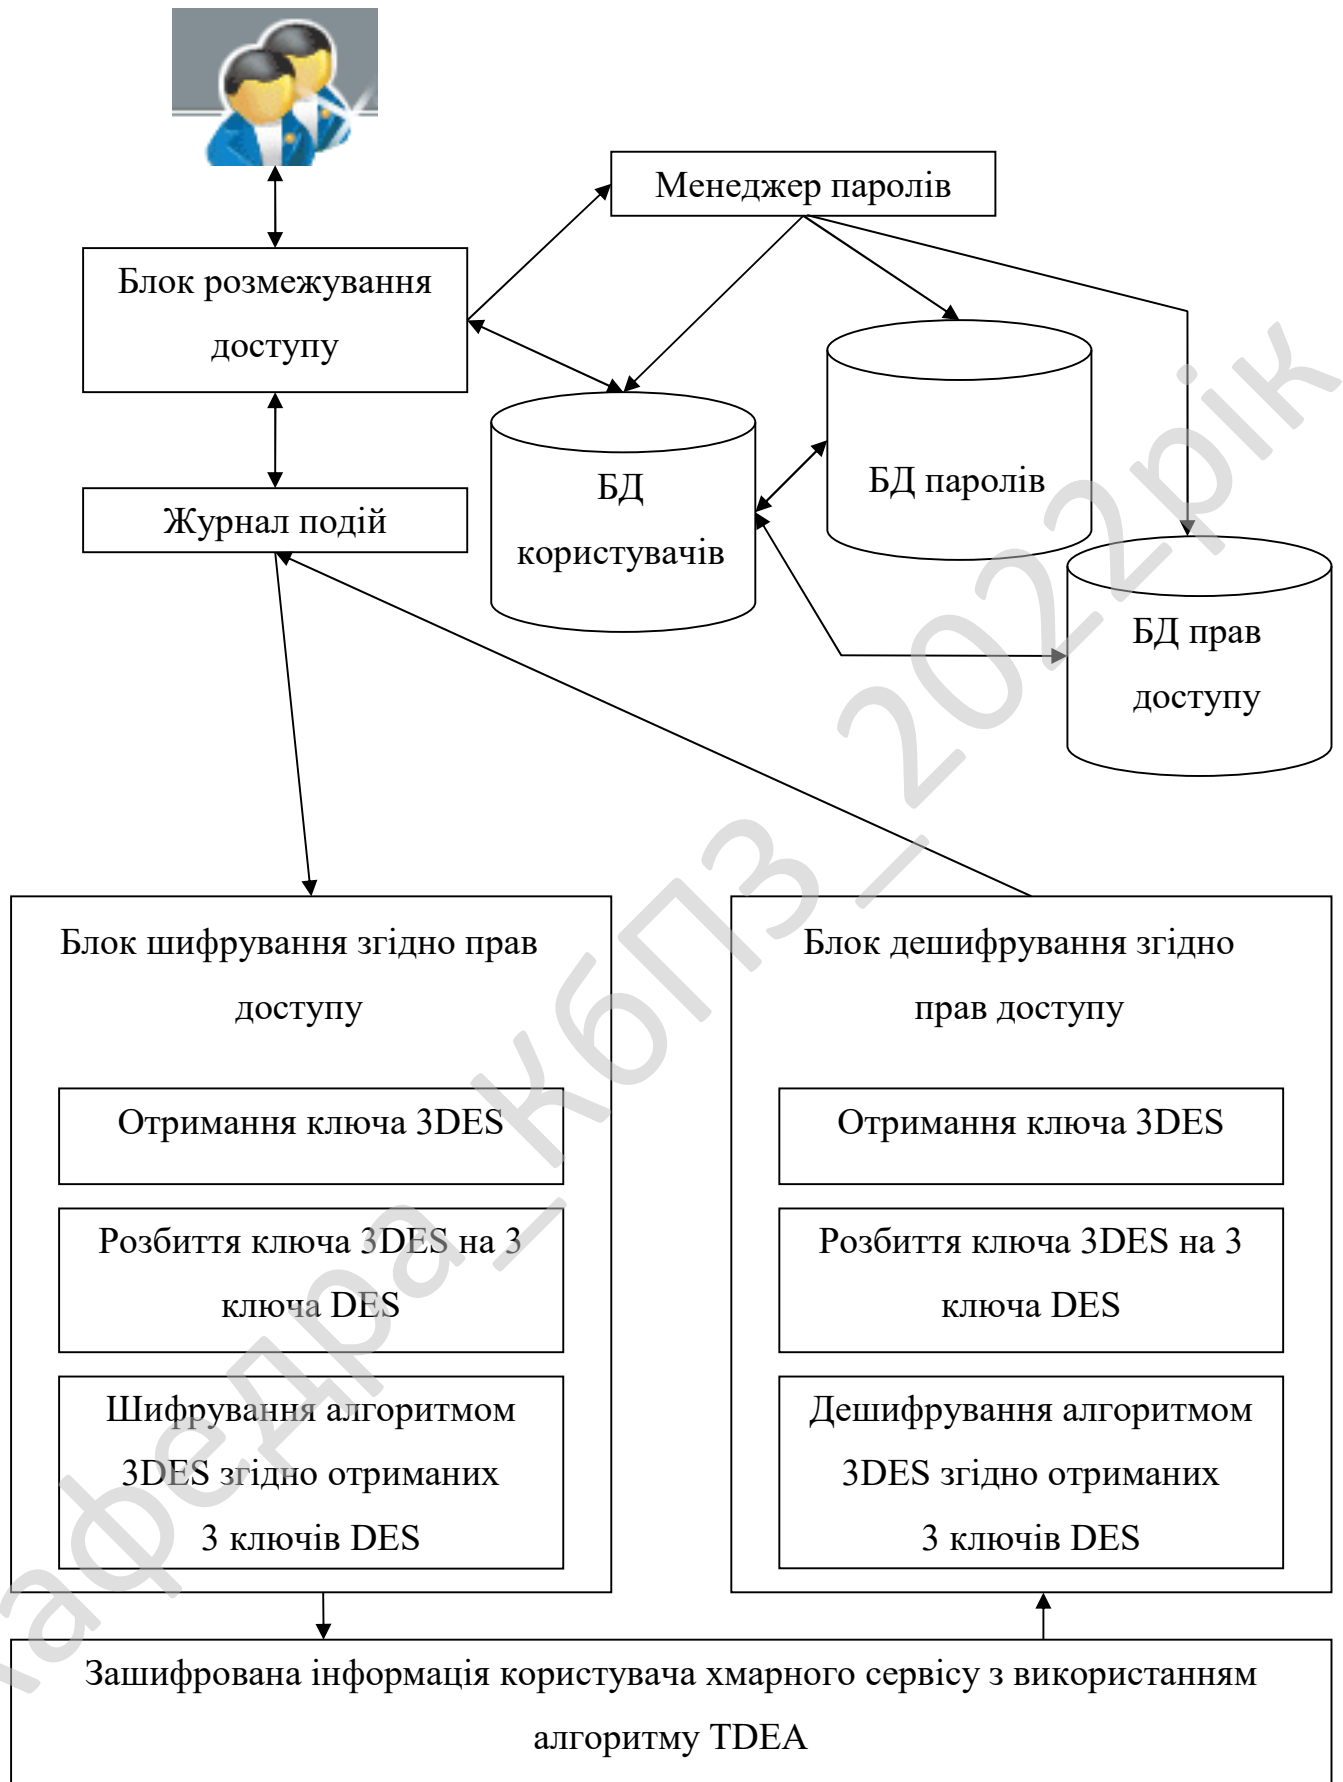 Менеджер паролів
Блок розмежування
доступу
Журнал подій
БД
користувачів
БД паролів
БД прав
доступу
Блок шифрування згідно прав
доступу
Отримання ключа 3DES
Розбиття ключа 3DES на 3
ключа DES
Шифрування алгоритмом
3DES згідно отриманих
3 ключів DES
Блок дешифрування згідно
прав доступу
Отримання ключа 3DES
Розбиття ключа 3DES на 3
ключа DES
Дешифрування алгоритмом
3DES згідно отриманих
3 ключів DES
Зашифрована інформація користувача хмарного сервісу з використанням
алгоритму TDEA
кафедра_КбПЗ_2022рік